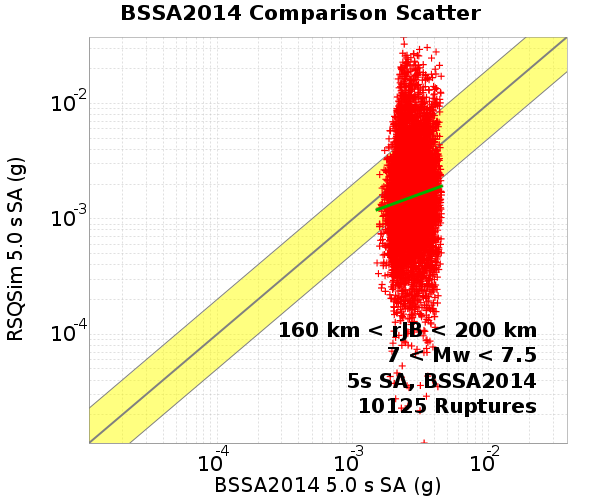 BSSA2014 Comparison Scatter
RSQSim 5.0 s SA (g)
10-2
10-3
10-4
160 km < rJB < 200 km
7 < Mw < 7.5
5s SA, BSSA2014
10125 Ruptures
10-4 10-3 10-2
BSSA2014 5.0 s SA (g)